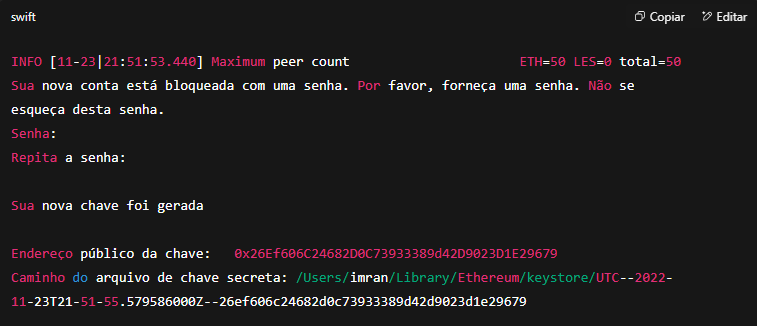 swift
Copiar
Editar
INFO [11-23|21:51:53.440] Maximum peer count                       ETH=50 LES=0 total=50
Sua nova conta está bloqueada com uma senha. Por favor, forneça uma senha. Não se
esqueça desta senha.
Senha:
Repita a senha:
Sua nova chave foi gerada
Endereço público da chave:   0x26Ef606C24682D0C73933389d42D9023D1E29679
Caminho do arquivo de chave secreta: /Users/imran/Library/Ethereum/keystore/UTC--2022-
11-23T21-51-55.579586000Z--26ef606c24682d0c73933389d42d9023d1e29679